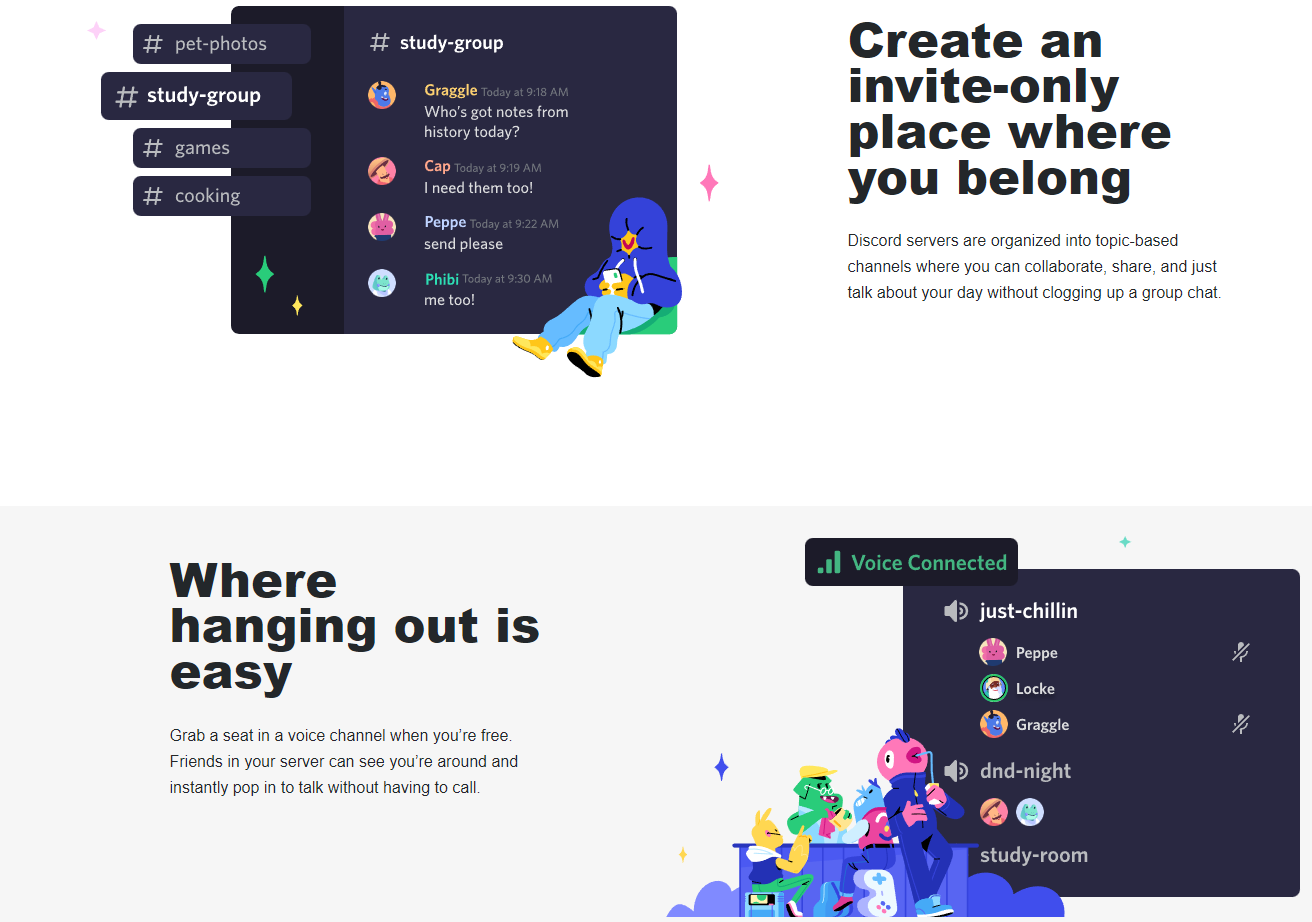 # pet-photos
# study-group
# games
# cooking
# study-group
Graggle Today at 9:18 AM
Who's got notes from
history today?
Cap Today at 9:19 AM
I need them too!
Peppe Today at 9:22 AM
send please
Phibi Today at 9:30 AM
me too!
Create an
invite-only
place where
you belong
Discord servers are organized into topic-based
channels where you can collaborate, share, and just
talk about your day without clogging up a group chat.
Where
hanging out is
easy
Grab a seat in a voice channel when you’re free.
Friends in your server can see you’re around and
instantly pop in to talk without having to call.
Voice Connected
just-chillin
Peppe
Locke
Graggle
dnd-night
study-room